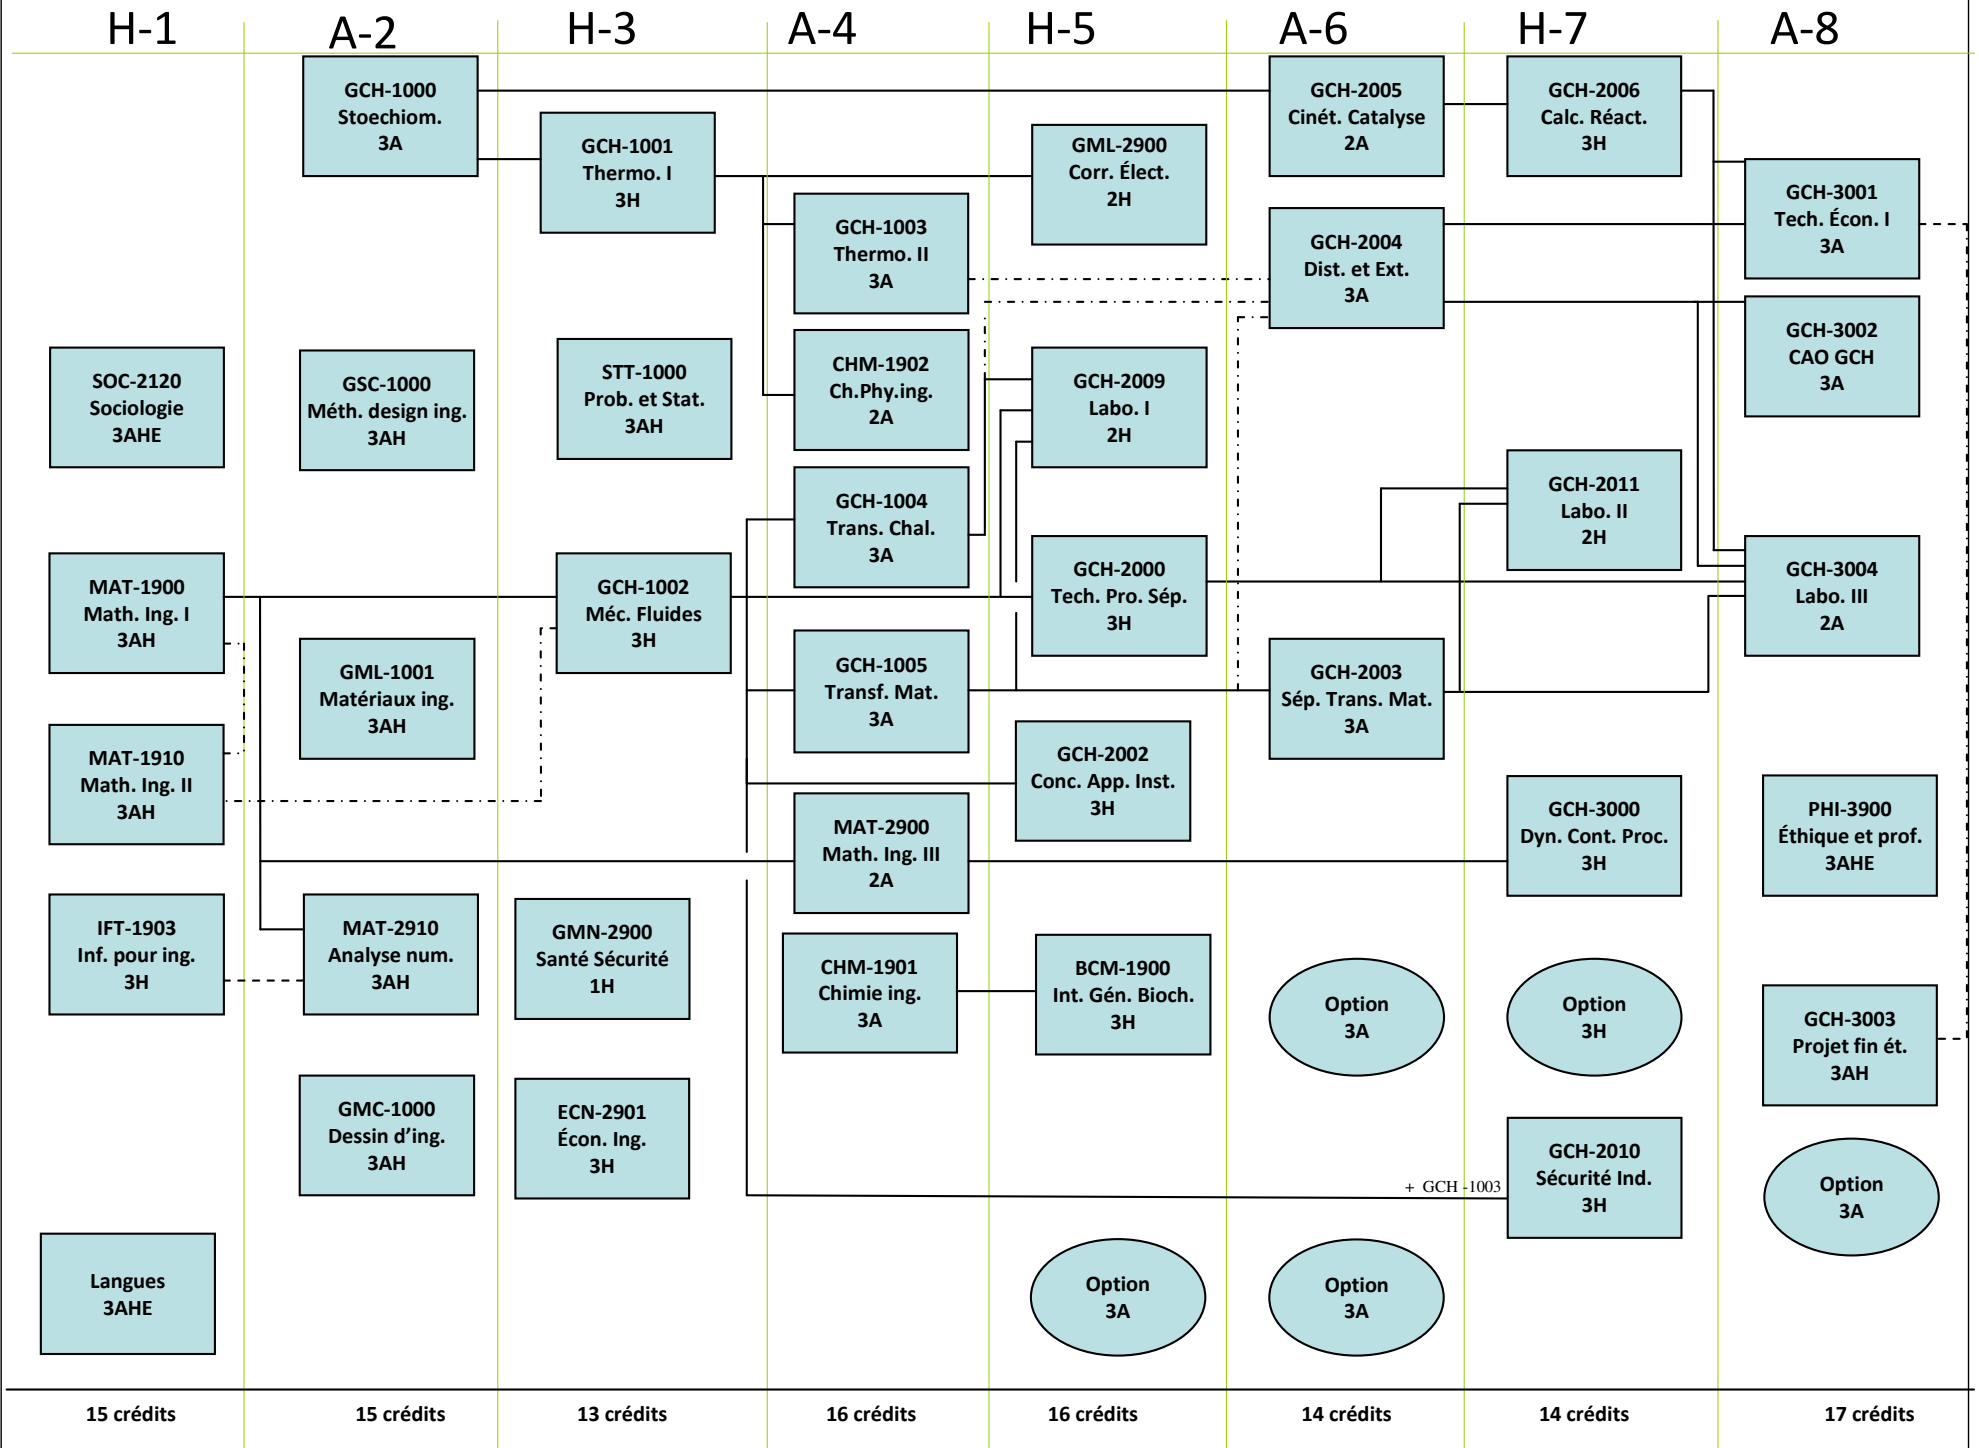 H-1
A-2
H-3
A-4
H-5
A-6
H-7
A-8
SOC-2120
Sociologie
3AHE
MAT-1900
Math. Ing. I
3AH
MAT-1910
Math. Ing. II
3AH
IFT-1903
Inf. pour ing.
3H
Langues
3AHE
GCH-1000
Stoechiom.
3A
GSC-1000
Méth. design ing.
3AH
GML-1001
Matériaux ing.
3AH
MAT-2910
Analyse num.
3AH
GMC-1000
Dessin d’ing.
3AH
GCH-1001
Thermo. I
3H
STT-1000
Prob. et Stat.
3AH
GCH-1002
Méc. Fluides
3H
GMN-2900
Santé Sécurité
1H
ECN-2901
Écon. Ing.
3H
GCH-1003
Thermo. II
3A
CHM-1902
Ch.Phy.ing.
2A
GCH-1004
Trans. Chal.
3A
GCH-1005
Transf. Mat.
3A
MAT-2900
Math. Ing. III
2A
CHM-1901
Chimie ing.
3A
GML-2900
Corr. Élect.
2H
GCH-2009
Labo. I
2H
GCH-2000
Tech. Pro. Sép.
3H
GCH-2002
Conc. App. Inst.
3H
BCM-1900
Int. Gén. Bioch.
3H
Option
3A
GCH-2005
Cinét. Catalyse
2A
GCH-2004
Dist. et Ext.
3A
GCH-2003
Sép. Trans. Mat.
3A
Option
3A
Option
3A
GCH-2006
Calc. Réact.
3H
GCH-2011
Labo. II
2H
GCH-3000
Dyn. Cont. Proc.
3H
Option
3H
+ GCH -1003
GCH-2010
Sécurité Ind.
3H
GCH-3001
Tech. Écon. I
3A
GCH-3002
CAO GCH
3A
GCH-3004
Labo. III
2A
PHI-3900
Éthique et prof.
3AHE
GCH-3003
Projet fin ét.
3AH
Option
3A
15 crédits
15 crédits
13 crédits
16 crédits
16 crédits
14 crédits
14 crédits
17 crédits